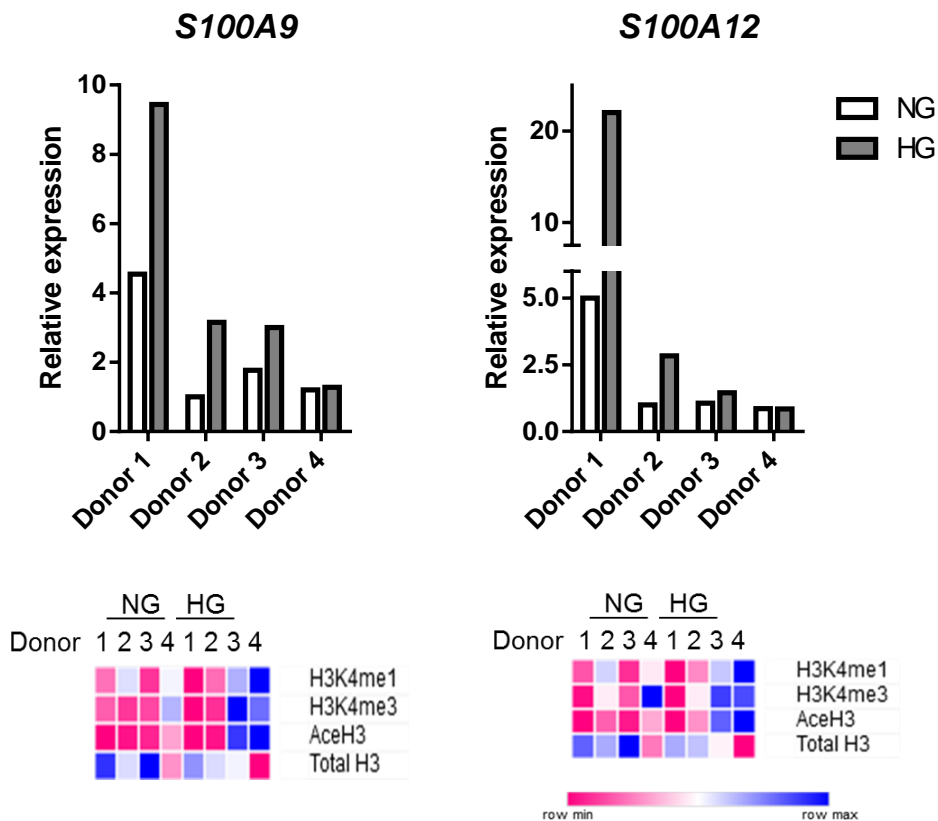 S100A9
S100A12
NG
HG
Relative expression
10
8
6
4
2
0
Donor 1
Donor 2
Donor 3
Donor 4
Relative expression
20
10
5.0
2.5
0.0
Donor 1
Donor 2
Donor 3
Donor 4
NG HG
Donor 1 2 3 4 1 2 3 4
H3K4me1
H3K4me3
AceH3
Total H3
NG HG
Donor 1 2 3 4 1 2 3 4
H3K4me1
H3K4me3
AceH3
Total H3
row min row max